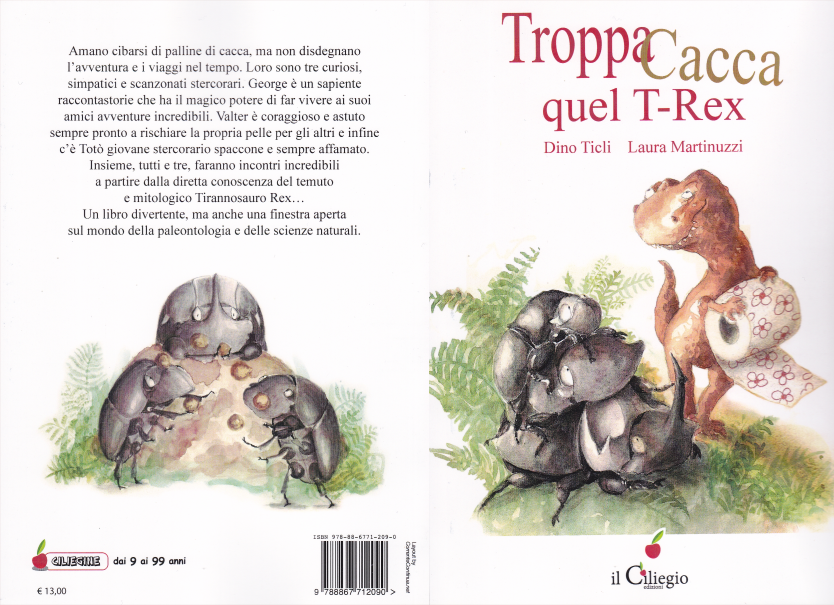 Amano cibarsi di palline di cacca, ma non disdegnano
l'avventura e i viaggi nel tempo. Loro sono tre curiosi,
simpatici e scanzonati stercorari. George è un sapiente
raccontastorie che ha il magico potere di far vivere ai suoi
amici avventure incredibili. Valter è coraggioso e astuto
sempre pronto a rischiare la propria pelle per gli altri e infine
c'è Totò giovane stercorario spaccone e sempre affamato.
Insieme, tutti e tre, faranno incontri incredibili
a partire dalla diretta conoscenza del temuto
e mitologico Tirannosauro Rex…
Un libro divertente, ma anche una finestra aperta
sul mondo della paleontologia e delle scienze naturali.
CILIEGINE dai 9 ai 99 anni
€ 13,00
ISBN 978-88-6771-209-0
9 788867 712090 >
Layout by
CorrenteContinua.net
Troppa Cacca
quel T-Rex
Dino Ticli Laura Martinuzzi
il Ciliegio
edizioni